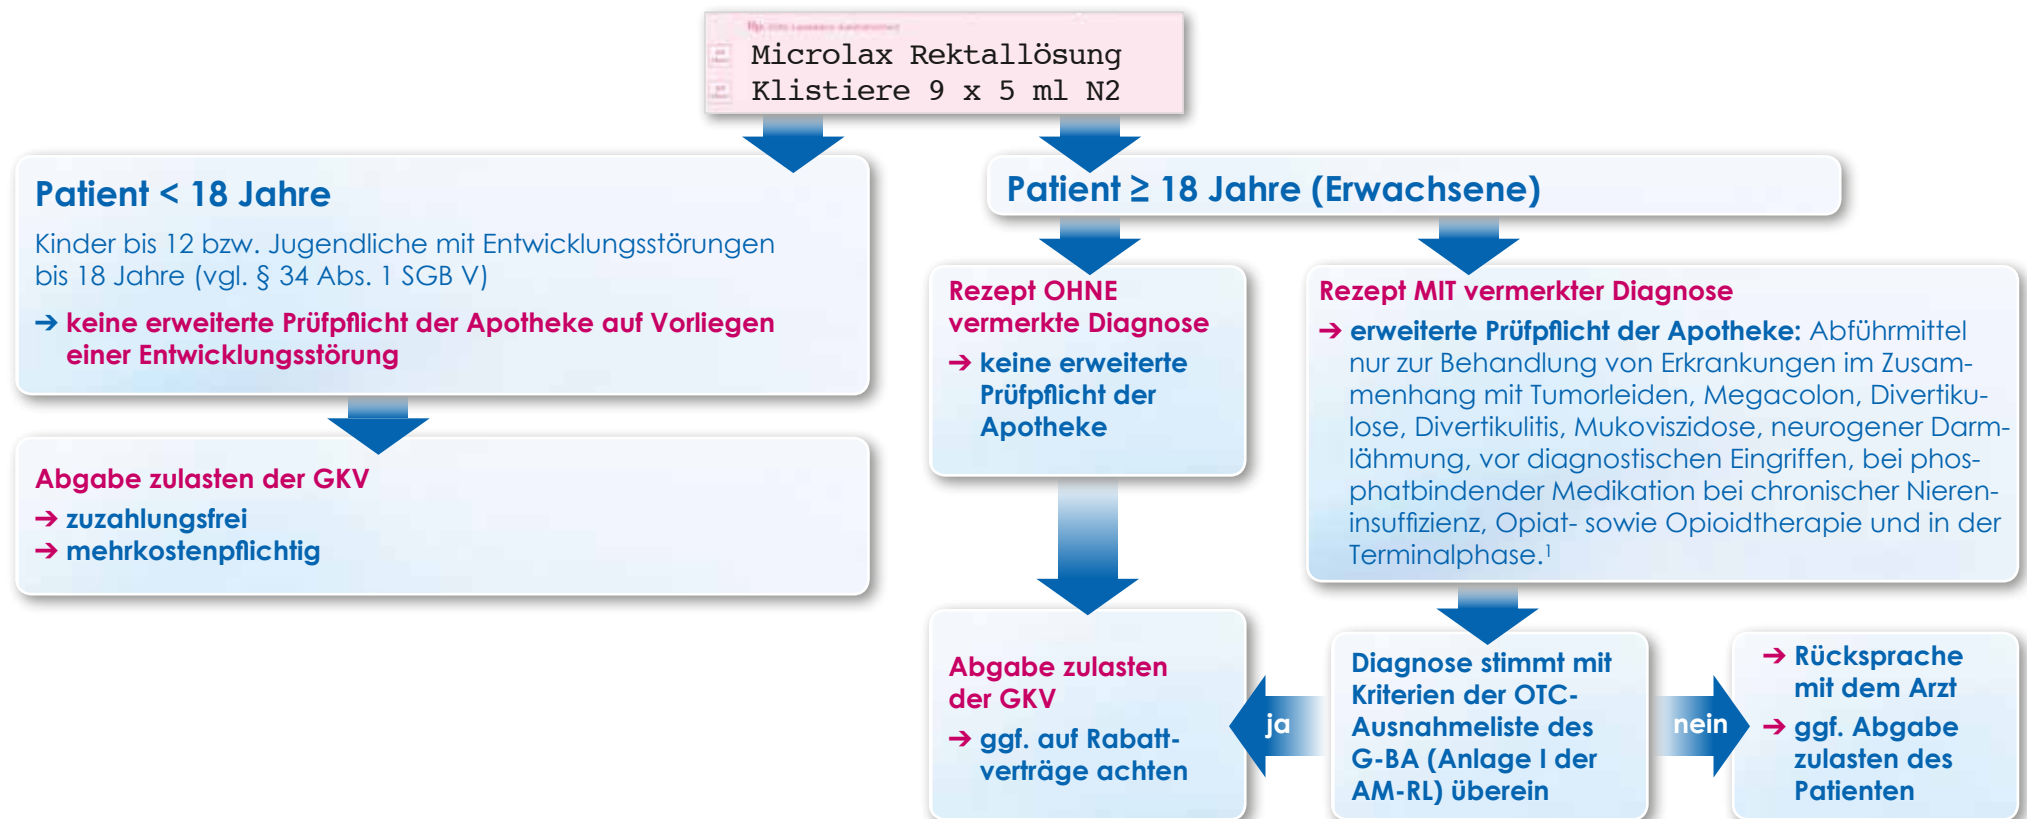 Microlax Rektallösung
Klistiere 9 x 5 ml N2
Patient < 18 Jahre
Kinder bis 12 bzw. Jugendliche mit Entwicklungsstörungen
bis 18 Jahre (vgl. § 34 Abs. 1 SGB V)
➔ keine erweiterte Prüfpflicht der Apotheke auf Vorliegen
einer Entwicklungsstörung
Abgabe zulasten der GKV
➔ zuzahlungsfrei
➔ mehrkostenpflichtig
Patient ≥ 18 Jahre (Erwachsene)
Rezept OHNE
vermerkte Diagnose
➔ keine erweiterte
Prüfpflicht der
Apotheke
Rezept MIT vermerkter Diagnose
➔ erweiterte Prüfpflicht der Apotheke: Abführmittel
nur zur Behandlung von Erkrankungen im Zusam-
menhang mit Tumorleiden, Megacolon, Divertiku-
lose, Divertikulitis, Mukoviszidose, neurogener Darm-
lähmung, vor diagnostischen Eingriffen, bei phos-
phatbindender Medikation bei chronischer Nieren-
insuffizienz, Opiat- sowie Opioidtherapie und in der
Terminalphase.¹
Abgabe zulasten
der GKV
➔ ggf. auf Rabatt-
verträge achten
ja
Diagnose stimmt mit
Kriterien der OTC-
Ausnahmeliste des
G-BA (Anlage I der
AM-RL) überein
nein
➔ Rücksprache
mit dem Arzt
➔ ggf. Abgabe
zulasten des
Patienten